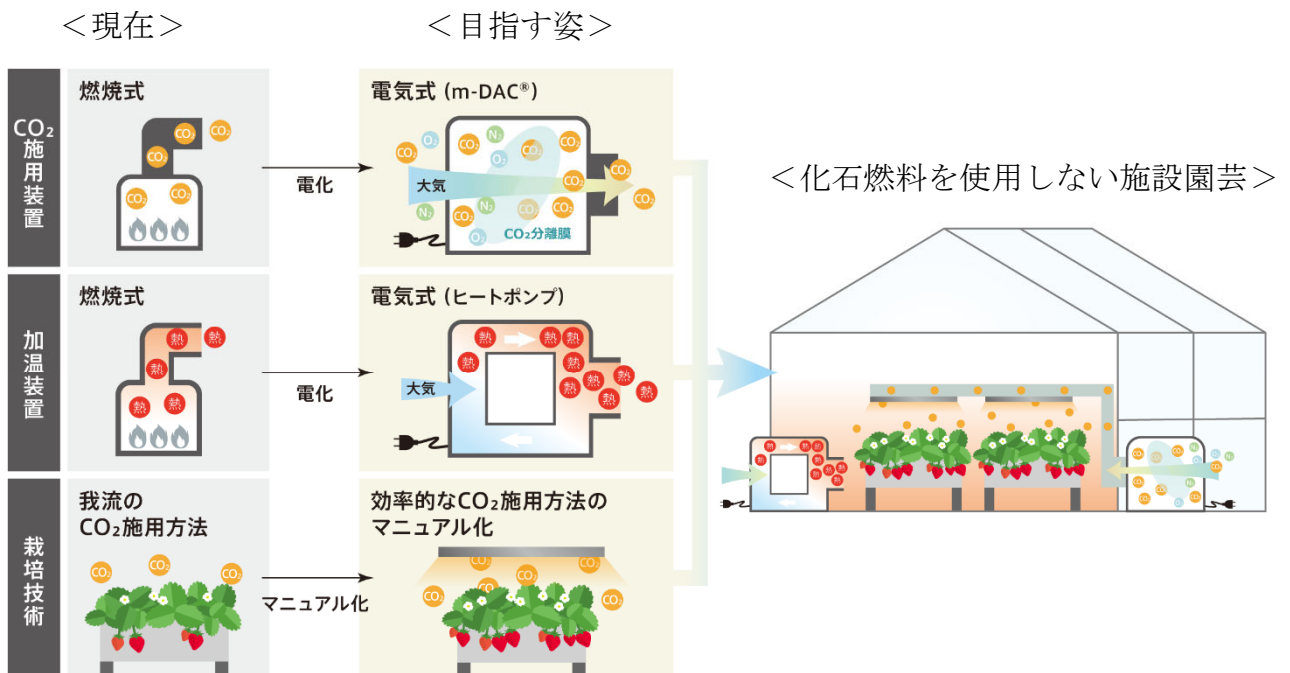 ＜現在＞
＜目指す姿＞
CO₂施用装置
燃焼式
CO₂
CO₂
CO₂
CO₂
CO₂
電化
電気式 (m-DAC®)
CO₂
O₂
N₂
CO₂
O₂
CO₂
CO₂
大気
CO₂
CO₂
CO₂
N₂
CO₂
N₂
CO₂
CO₂
O₂
CO₂分離膜
＜化石燃料を使用しない施設園芸＞
加温装置
燃焼式
熱
熱
熱
熱
熱
電化
電気式 (ヒートポンプ)
熱
熱
熱
熱
熱
熱
熱
熱
熱
熱
熱
大気
栽培技術
我流の
CO₂施用方法
CO₂
CO₂
CO₂
マニュアル化
効率的なCO₂施用方法の
マニュアル化
CO₂
CO₂
CO₂
CO₂
CO₂
CO₂